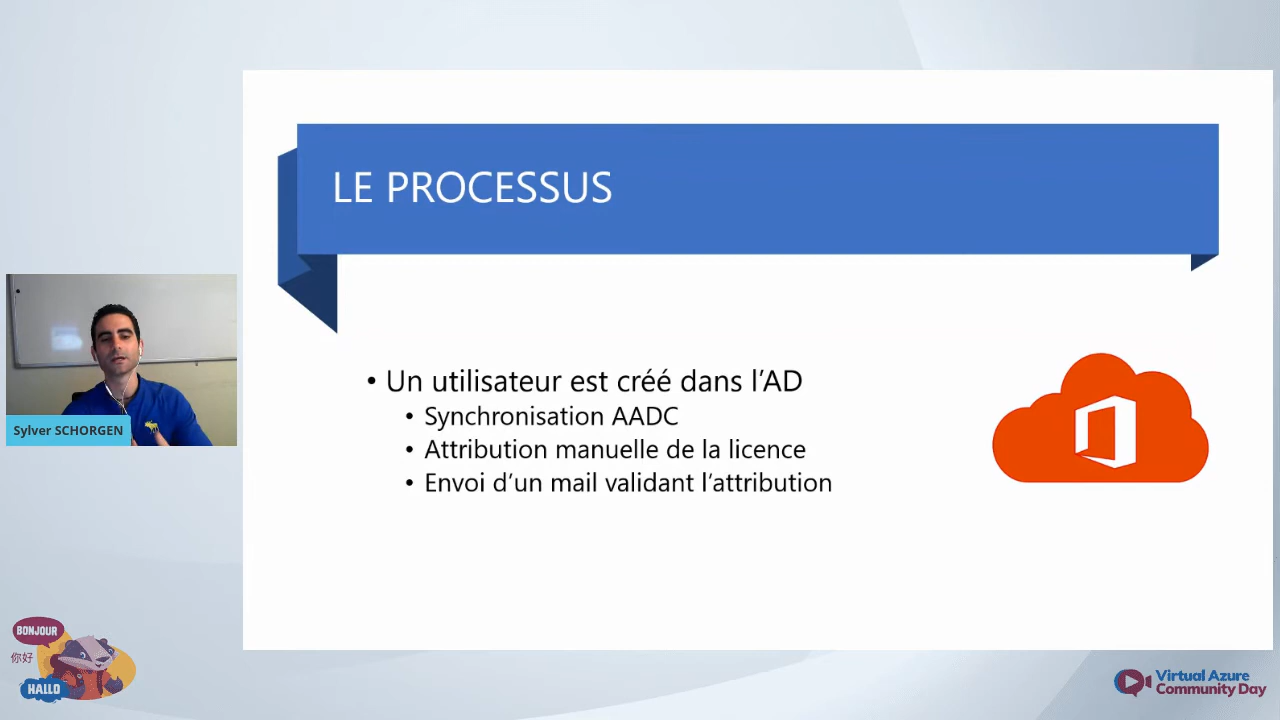 LE PROCESSUS
• Un utilisateur est créé dans l’AD
• Synchronisation AADC
• Attribution manuelle de la licence
• Envoi d’un mail validant l’attribution
Sylver SCHORGEN
BONJOUR
你好
HALLO
Virtual Azure
Community Day